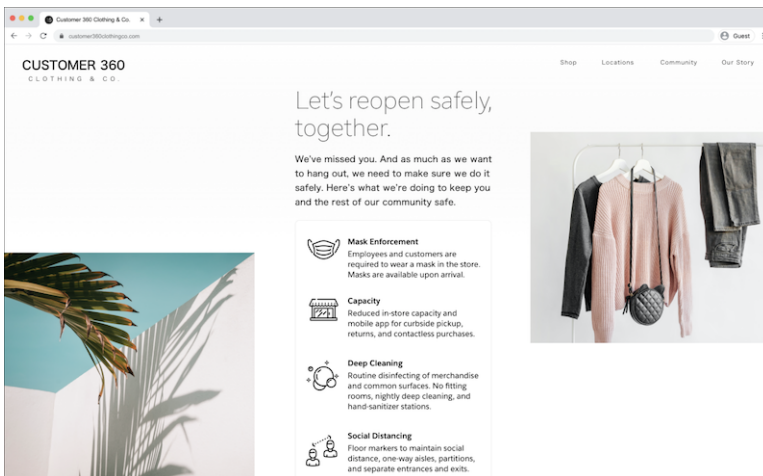 Customer 360 Clothing & Co.
customer360clothingco.com
Guest
CUSTOMER 360
CLOTHING & CO.
Shop
Locations
Community
Our Story
Let’s reopen safely,
together.
We’ve missed you. And as much as we want
to hang out, we need to make sure we do it
safely. Here’s what we’re doing to keep you
and the rest of our community safe.
Mask Enforcement
Employees and customers are
required to wear a mask in the store.
Masks are available upon arrival.
Capacity
Reduced in-store capacity and
mobile app for curbside pickup,
returns, and contactless purchases.
Deep Cleaning
Routine disinfecting of merchandise
and common surfaces. No fitting
rooms, nightly deep cleaning, and
hand-sanitizer stations.
Social Distancing
Floor markers to maintain social
distance, one-way aisles, partitions,
and separate entrances and exits.